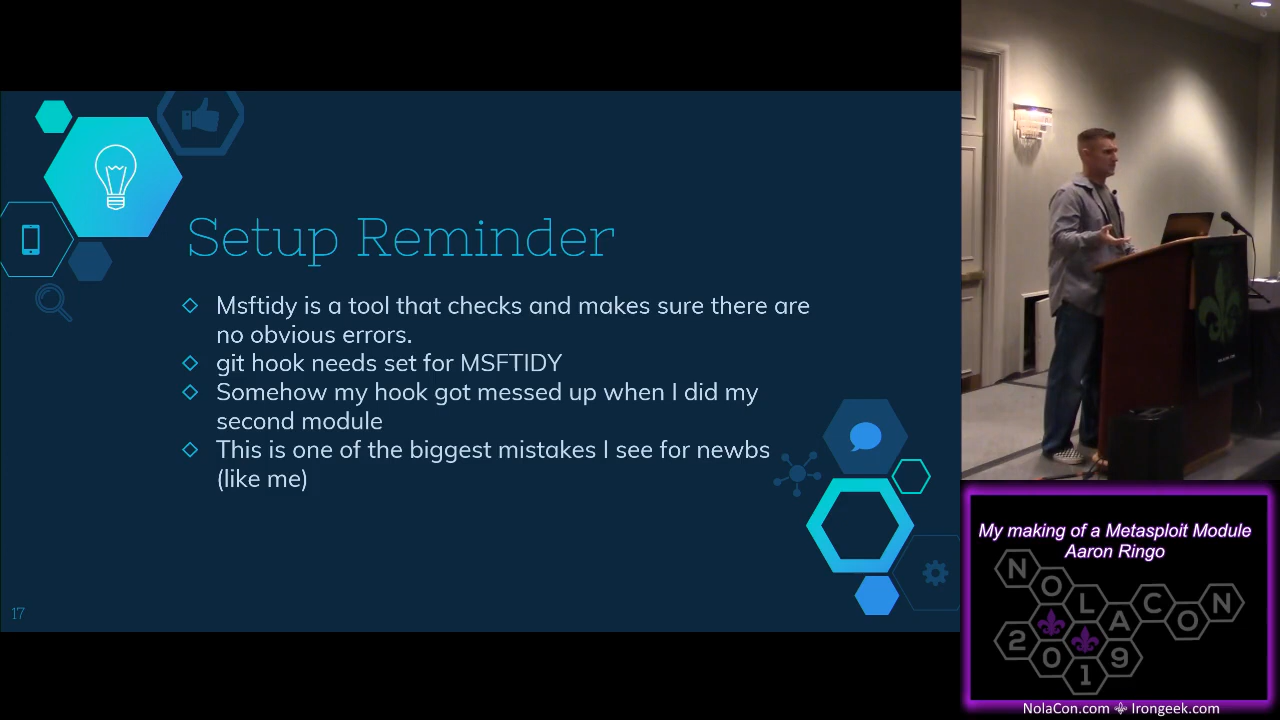 Setup Reminder
Msftidy is a tool that checks and makes sure there are
no obvious errors.
git hook needs set for MSFTIDY
Somehow my hook got messed up when I did my
second module
This is one of the biggest mistakes I see for newbs
(like me)
17
My making of a Metasploit Module
Aaron Ringo
NOLACON
2019
NolaCon.com Irongeek.com